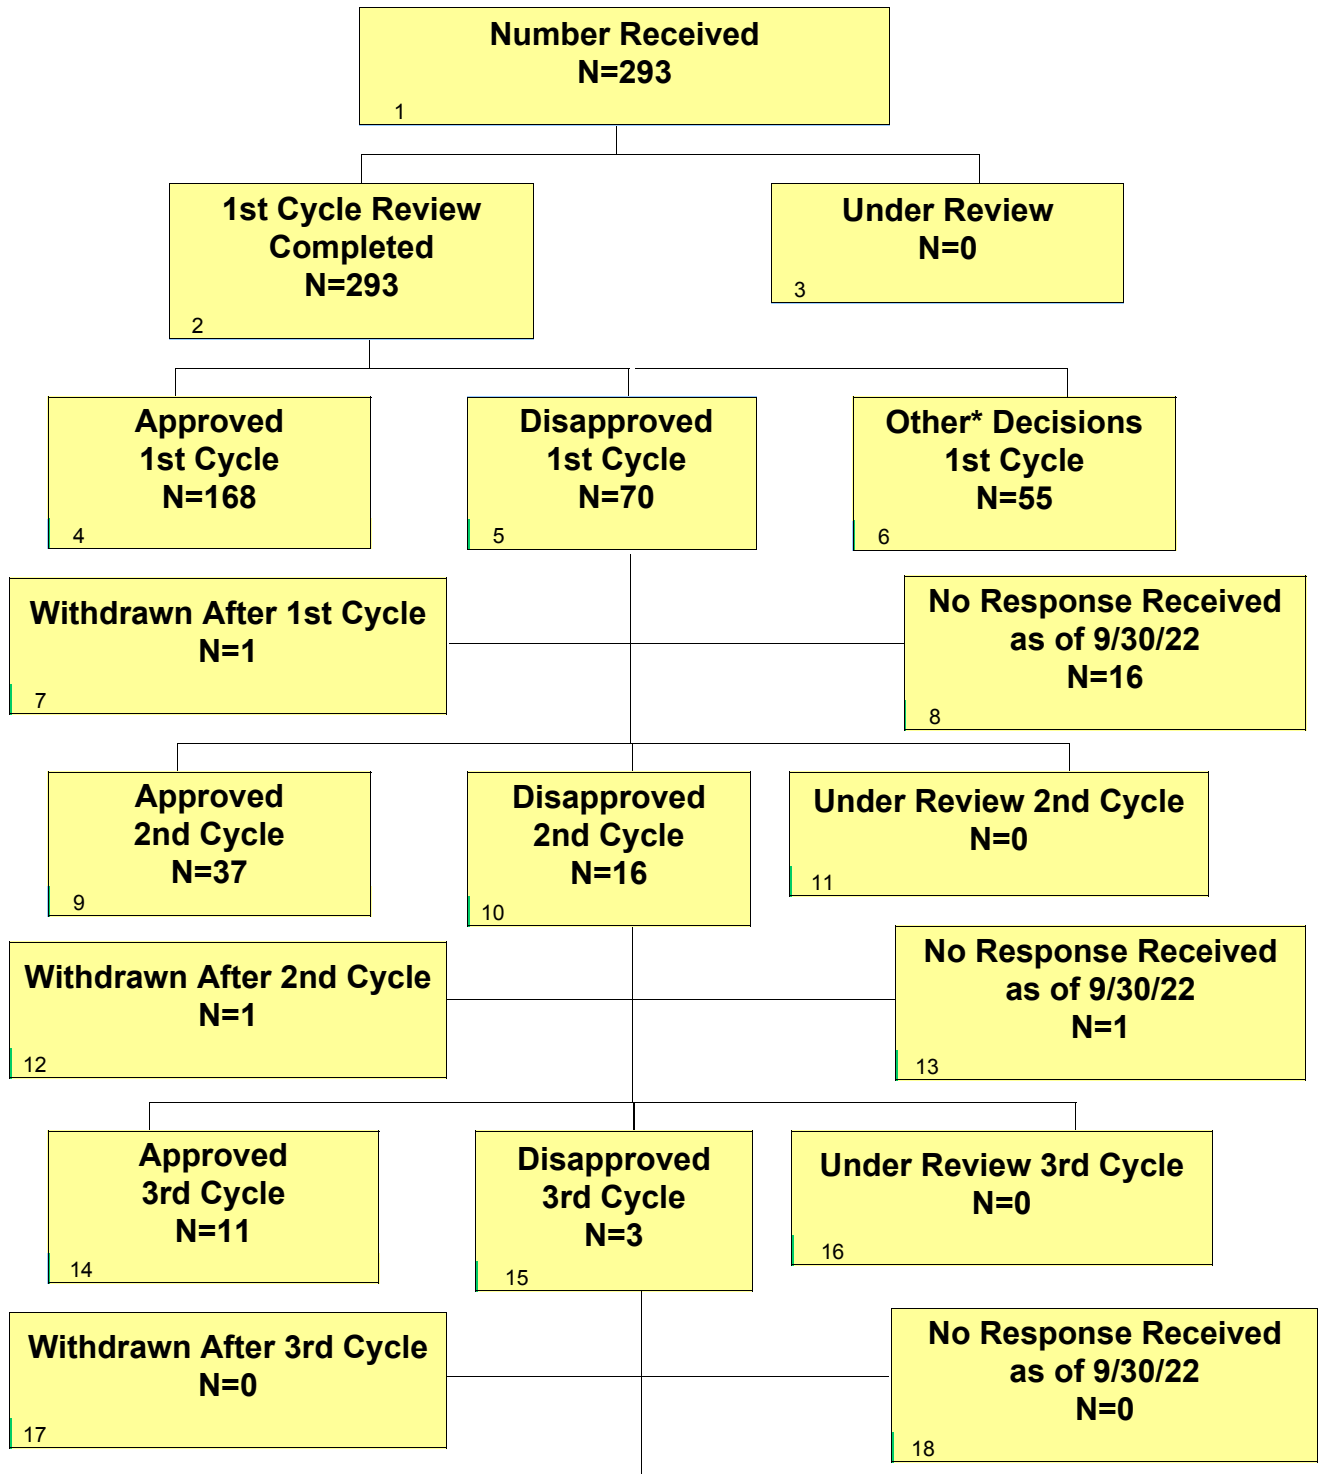 Number Received
N=293
1
1st Cycle Review
Completed
N=293
2
Under Review
N=0
3
Approved
1st Cycle
N=168
4
Disapproved
1st Cycle
N=70
5
Other* Decisions
1st Cycle
N=55
6
Withdrawn After 1st Cycle
N=1
7
No Response Received
as of 9/30/22
N=16
8
Approved
2nd Cycle
N=37
9
Disapproved
2nd Cycle
N=16
10
Under Review 2nd Cycle
N=0
11
Withdrawn After 2nd Cycle
N=1
12
No Response Received
as of 9/30/22
N=1
13
Approved
3rd Cycle
N=11
14
Disapproved
3rd Cycle
N=3
15
Under Review 3rd Cycle
N=0
16
Withdrawn After 3rd Cycle
N=0
17
No Response Received
as of 9/30/22
N=0
18